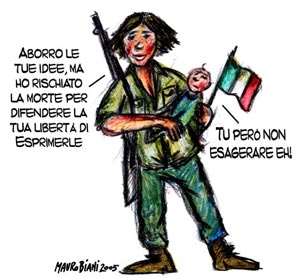 ABORRO LE
TUE IDEE, MA
HO RISCHIATO
LA MORTE PER
DIFENDERE LA
TUA LIBERTÀ DI
ESPRIMERLE
TU PERÒ NON
ESAGERARE EH!
MAURO BIANI 2005